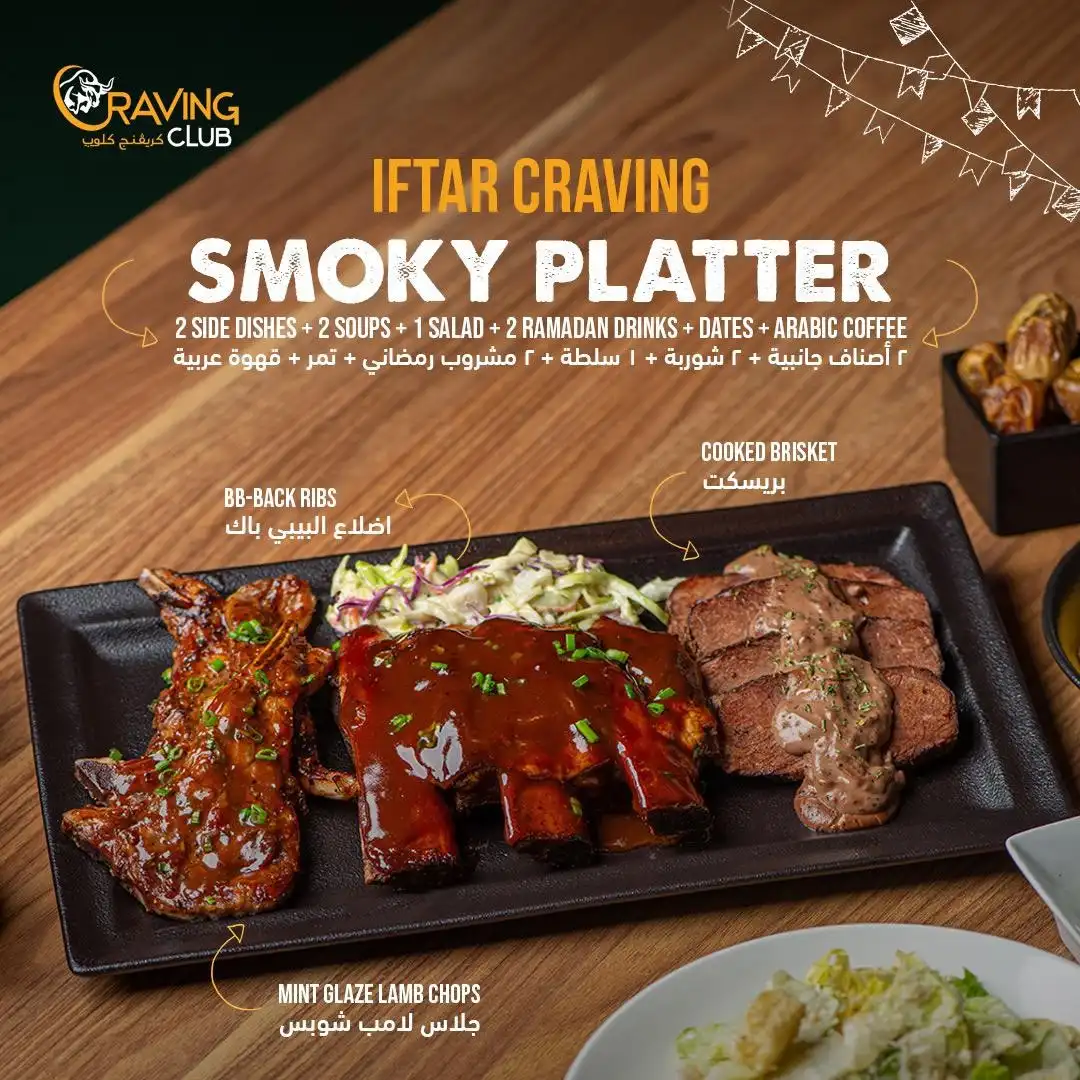 CRAVING
كريڤنج كلوب CLUB
IFTAR CRAVING
SMOKY PLATTER
2 SIDE DISHES + 2 SOUPS + 1 SALAD + 2 RAMADAN DRINKS + DATES + ARABIC COFFEE
٢ أصناف جانبية + ٢ شوربة + ١ سلطة + ٢ مشروب رمضاني + تمر + قهوة عربية
COOKED BRISKET
بريسكت
BB-BACK RIBS
اضلاع البيبي باك
MINT GLAZE LAMB CHOPS
جلاس لامب شوبس